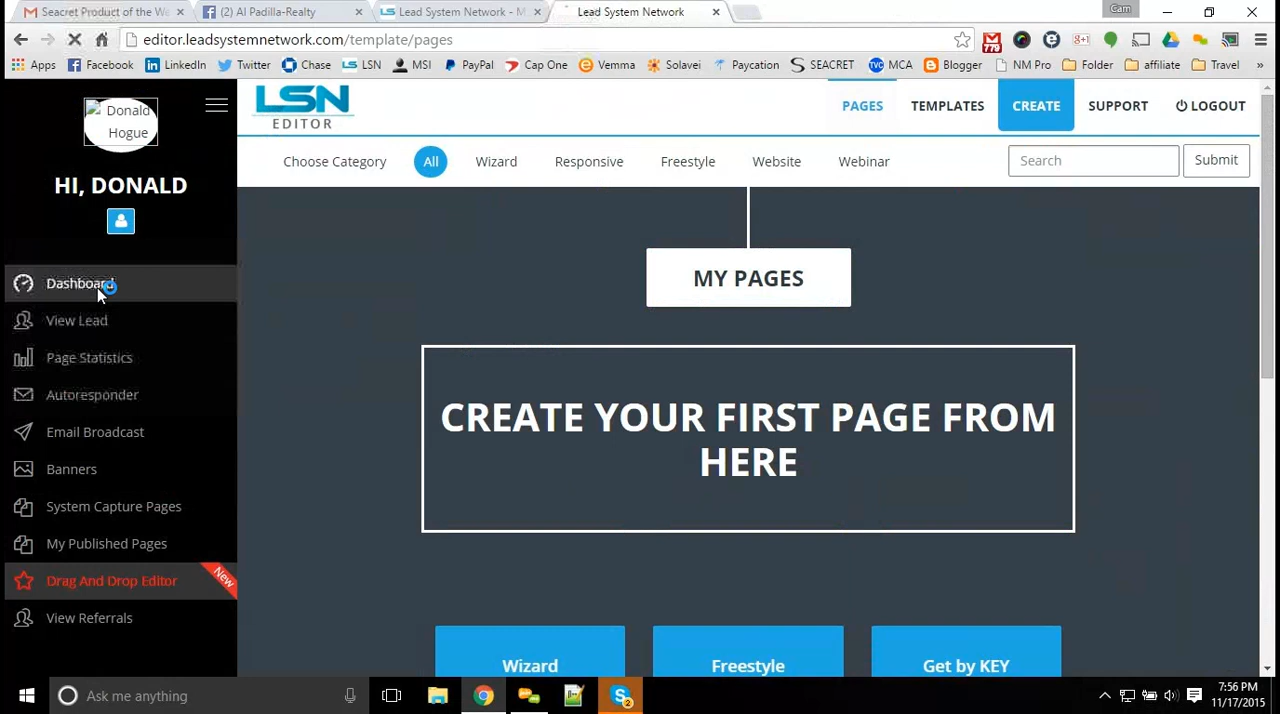 Seacret Product of the We
(2) Al Padilla-Realty
Lead System Network - M
Lead System Network
Cam
editor.leadsystemnetwork.com/template/pages
779
Apps
Facebook
LinkedIn
Twitter
Chase
LSN
MSI
PayPal
Cap One
Vemma
Solavei
Paycation
SEACRET
MCA
Blogger
NM Pro
Folder
affiliate
Travel
»
Donald Hogue
HI, DONALD
Dashboard
View Lead
Page Statistics
Autoresponder
Email Broadcast
Banners
System Capture Pages
My Published Pages
Drag And Drop Editor
New
View Referrals
LSN
EDITOR
PAGES
TEMPLATES
CREATE
SUPPORT
LOGOUT
Choose Category
All
Wizard
Responsive
Freestyle
Website
Webinar
Search
Submit
MY PAGES
CREATE YOUR FIRST PAGE FROM
HERE
Wizard
Freestyle
Get by KEY
Ask me anything
7:56 PM
11/17/2015